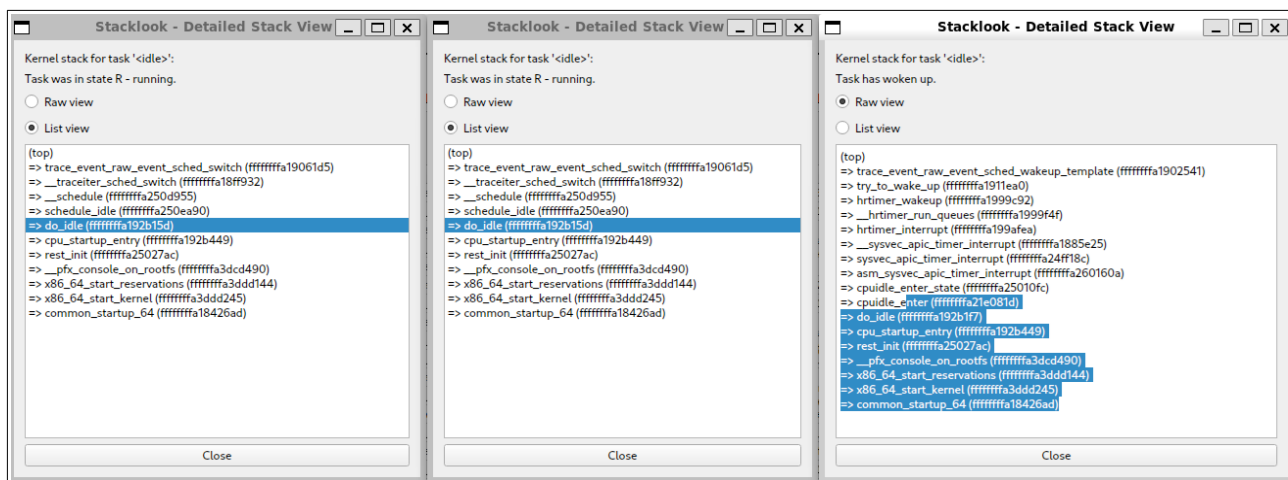 Stacklook - Detailed Stack View
Kernel stack for task '<idle>':
Task was in state R - running.
Raw view
List view
(top)
=> trace_event_raw_event_sched_switch (ffffffffa19061d5)
=> __traceiter_sched_switch (ffffffffa18ff932)
=> __schedule (ffffffffa250d955)
=> schedule_idle (ffffffffa250ea90)
=> do_idle (ffffffffa192b15d)
=> cpu_startup_entry (ffffffffa192b449)
=> rest_init (ffffffffa25027ac)
=> __pfx_console_on_rootfs (ffffffffa3dcd490)
=> x86_64_start_reservations (ffffffffa3ddd144)
=> x86_64_start_kernel (ffffffffa3ddd245)
=> common_startup_64 (ffffffffa18426ad)
Close
Stacklook - Detailed Stack View
Kernel stack for task '<idle>':
Task was in state R - running.
Raw view
List view
(top)
=> trace_event_raw_event_sched_switch (ffffffffa19061d5)
=> __traceiter_sched_switch (ffffffffa18ff932)
=> __schedule (ffffffffa250d955)
=> schedule_idle (ffffffffa250ea90)
=> do_idle (ffffffffa192b15d)
=> cpu_startup_entry (ffffffffa192b449)
=> rest_init (ffffffffa25027ac)
=> __pfx_console_on_rootfs (ffffffffa3dcd490)
=> x86_64_start_reservations (ffffffffa3ddd144)
=> x86_64_start_kernel (ffffffffa3ddd245)
=> common_startup_64 (ffffffffa18426ad)
Close
Stacklook - Detailed Stack View
Kernel stack for task '<idle>':
Task has woken up.
Raw view
List view
(top)
=> trace_event_raw_event_sched_wakeup_template (ffffffffa1902541)
=> try_to_wake_up (ffffffffa1911ea0)
=> hrtimer_wakeup (ffffffffa1999c92)
=> __hrtimer_run_queues (ffffffffa1999f4f)
=> hrtimer_interrupt (ffffffffa199afea)
=> __sysvec_apic_timer_interrupt (ffffffffa1885e25)
=> sysvec_apic_timer_interrupt (ffffffffa24ff18c)
=> asm_sysvec_apic_timer_interrupt (ffffffffa260160a)
=> cpuidle_enter_state (ffffffffa25010fc)
=> cpuidle_enter (ffffffffa21e081d)
=> do_idle (ffffffffa192b1f7)
=> cpu_startup_entry (ffffffffa192b449)
=> rest_init (ffffffffa25027ac)
=> __pfx_console_on_rootfs (ffffffffa3dcd490)
=> x86_64_start_reservations (ffffffffa3ddd144)
=> x86_64_start_kernel (ffffffffa3ddd245)
=> common_startup_64 (ffffffffa18426ad)
Close